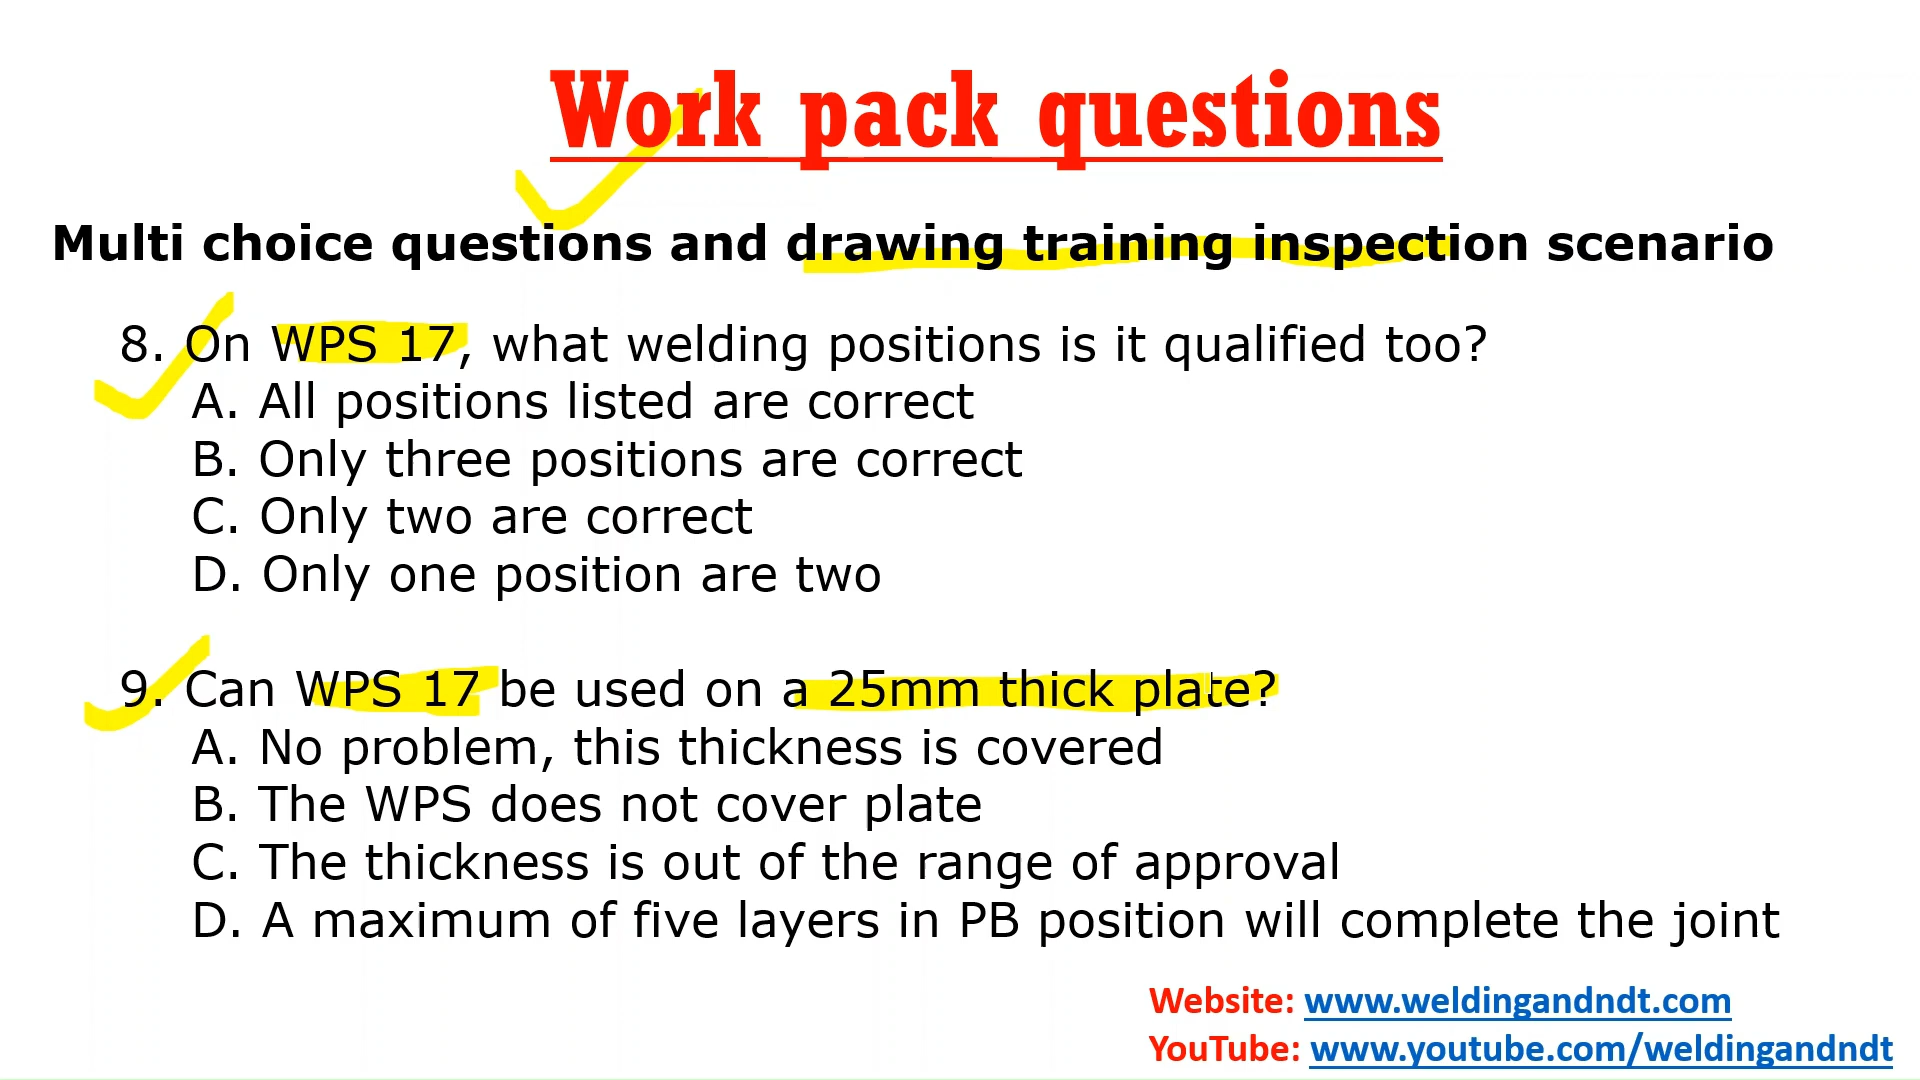 Work pack questions
Multi choice questions and drawing training inspection scenario
8. On WPS 17, what welding positions is it qualified too?
A. All positions listed are correct
B. Only three positions are correct
C. Only two are correct
D. Only one position are two
9. Can WPS 17 be used on a 25mm thick plate?
A. No problem, this thickness is covered
B. The WPS does not cover plate
C. The thickness is out of the range of approval
D. A maximum of five layers in PB position will complete the joint
Website: www.weldingandndt.com
YouTube: www.youtube.com/weldingandndt